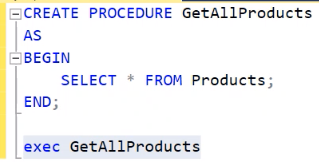 CREATE PROCEDURE GetAllProducts
AS
BEGIN
    SELECT * FROM Products;
END;
exec GetAllProducts